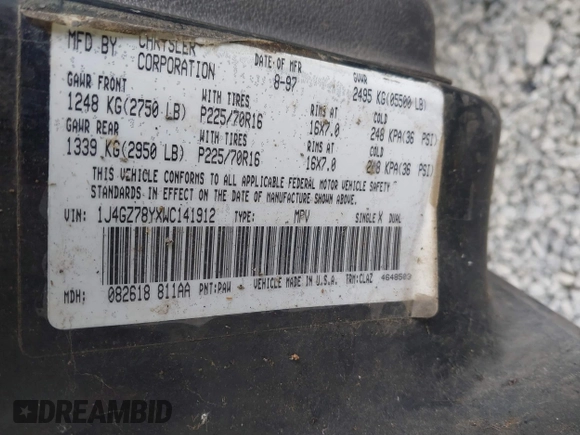 MFD BY CHRYSLER CORPORATION DATE OF MFR 8-97 GVWR 2495 KG(05500 LB)
GAWR FRONT WITH TIRES RIMS AT COLD
1248 KG(2750 LB) P225/70R16 16X7.0 248 KPA(36 PSI)
GAWR REAR WITH TIRES RIMS AT COLD
1339 KG(2950 LB) P225/70R16 16X7.0 248 KPA(36 PSI)
THIS VEHICLE CONFORMS TO ALL APPLICABLE FEDERAL MOTOR VEHICLE SAFETY
STANDARDS IN EFFECT ON THE DATE OF MANUFACTURE SHOWN ABOVE.
VIN: 1J4GZ78YXWC141912 TYPE: MPV SINGLE X DUAL
MDH: 082618 811AA PNT:PAW VEHICLE MADE IN U.S.A. TRM:CLAZ
DREAMBID